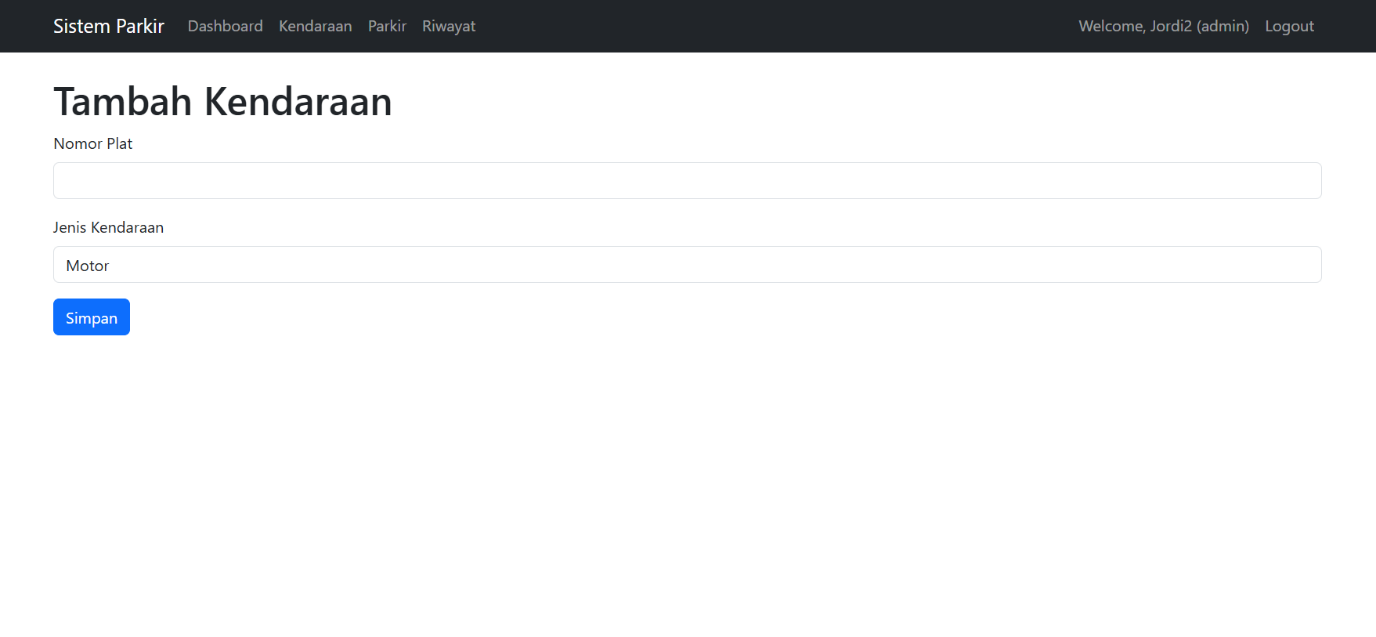 Sistem Parkir Dashboard Kendaraan Parkir Riwayat Welcome, Jordi2 (admin) Logout
Tambah Kendaraan
Nomor Plat
Jenis Kendaraan
Motor
Simpan